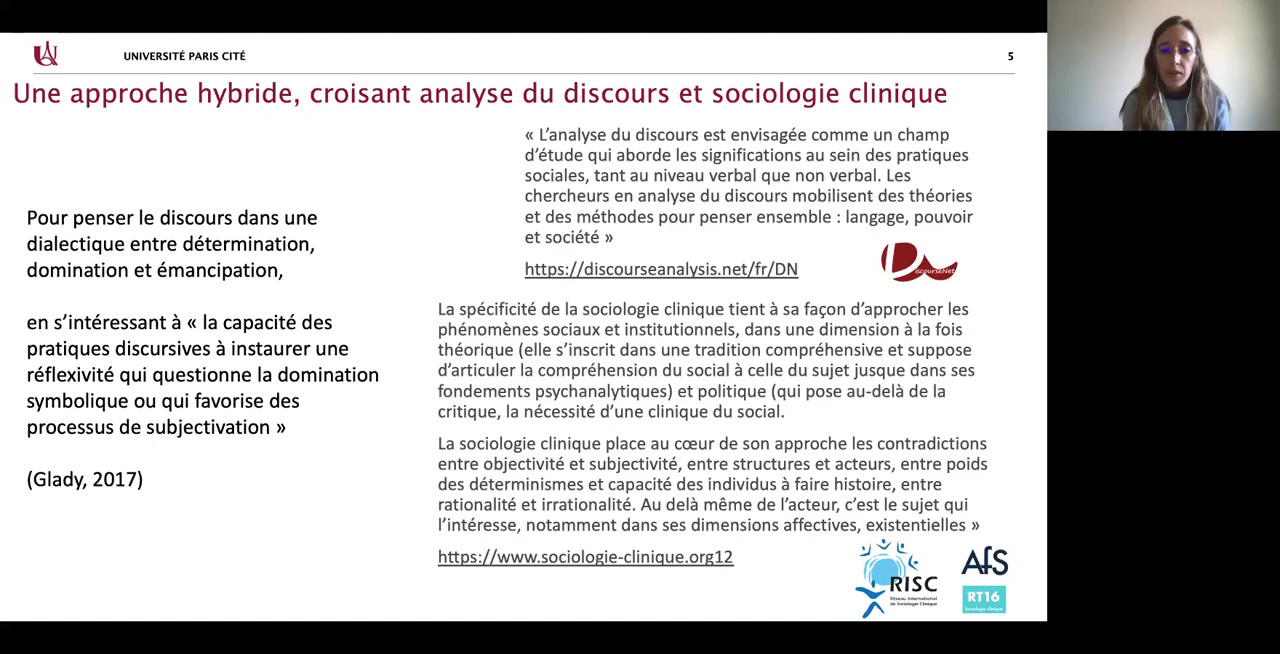 UNIVERSITÉ PARIS CITÉ
5
Une approche hybride, croisant analyse du discours et sociologie clinique
Pour penser le discours dans une
dialectique entre détermination,
domination et émancipation,
en s’intéressant à « la capacité des
pratiques discursives à instaurer une
réflexivité qui questionne la domination
symbolique ou qui favorise des
processus de subjectivation »
(Glady, 2017)
« L’analyse du discours est envisagée comme un champ
d’étude qui aborde les significations au sein des pratiques
sociales, tant au niveau verbal que non verbal. Les
chercheurs en analyse du discours mobilisent des théories
et des méthodes pour penser ensemble : langage, pouvoir
et société »
https://discourseanalysis.net/fr/DN
DiscourseNet
La spécificité de la sociologie clinique tient à sa façon d’approcher les
phénomènes sociaux et institutionnels, dans une dimension à la fois
théorique (elle s’inscrit dans une tradition compréhensive et suppose
d’articuler la compréhension du social à celle du sujet jusque dans ses
fondements psychanalytiques) et politique (qui pose au-delà de la
critique, la nécessité d’une clinique du social.
La sociologie clinique place au cœur de son approche les contradictions
entre objectivité et subjectivité, entre structures et acteurs, entre poids
des déterminismes et capacité des individus à faire histoire, entre
rationalité et irrationalité. Au delà même de l’acteur, c’est le sujet qui
l’intéresse, notamment dans ses dimensions affectives, existentielles »
https://www.sociologie-clinique.org12
RISC
Réseau International
de Sociologie Clinique
AfS
RT16
Sociologie clinique